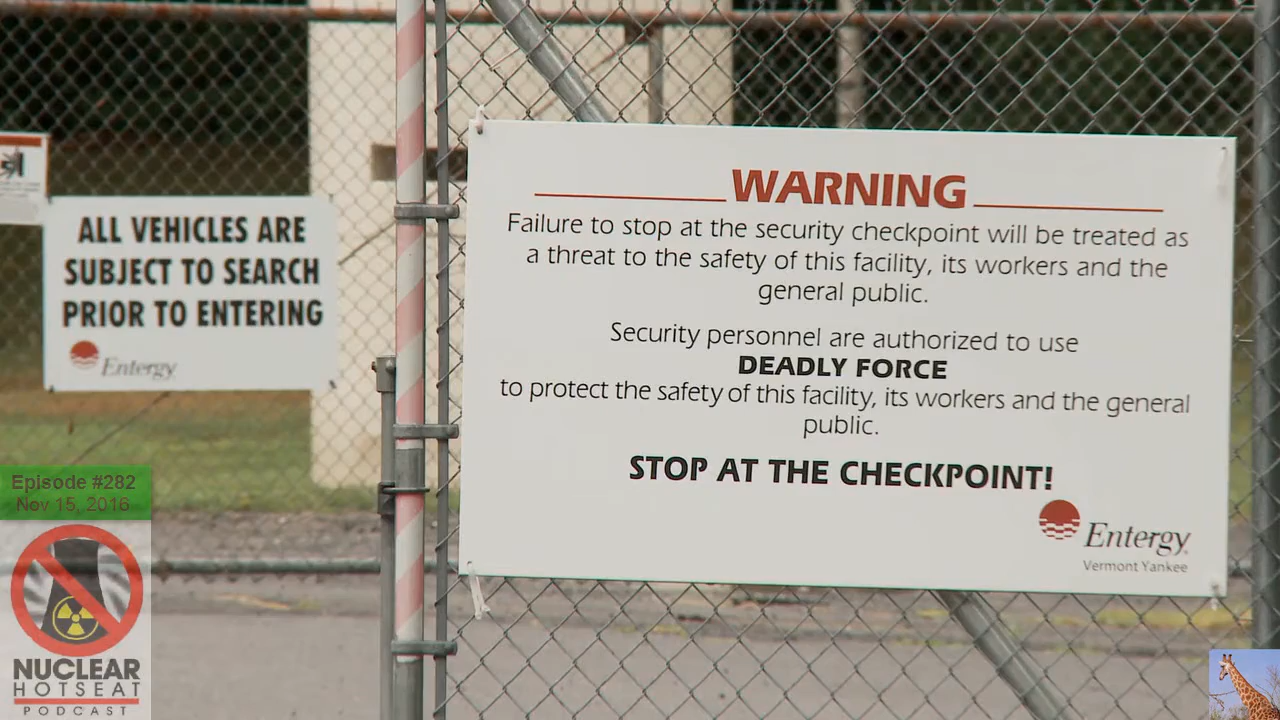 ALL VEHICLES ARE
SUBJECT TO SEARCH
PRIOR TO ENTERING
Entergy
WARNING
Failure to stop at the security checkpoint will be treated as
a threat to the safety of this facility, its workers and the
general public.
Security personnel are authorized to use
DEADLY FORCE
to protect the safety of this facility, its workers and the general
public.
STOP AT THE CHECKPOINT!
Entergy
Vermont Yankee
Episode #282
Nov 15, 2016
NUCLEAR
HOTSEAT
PODCAST